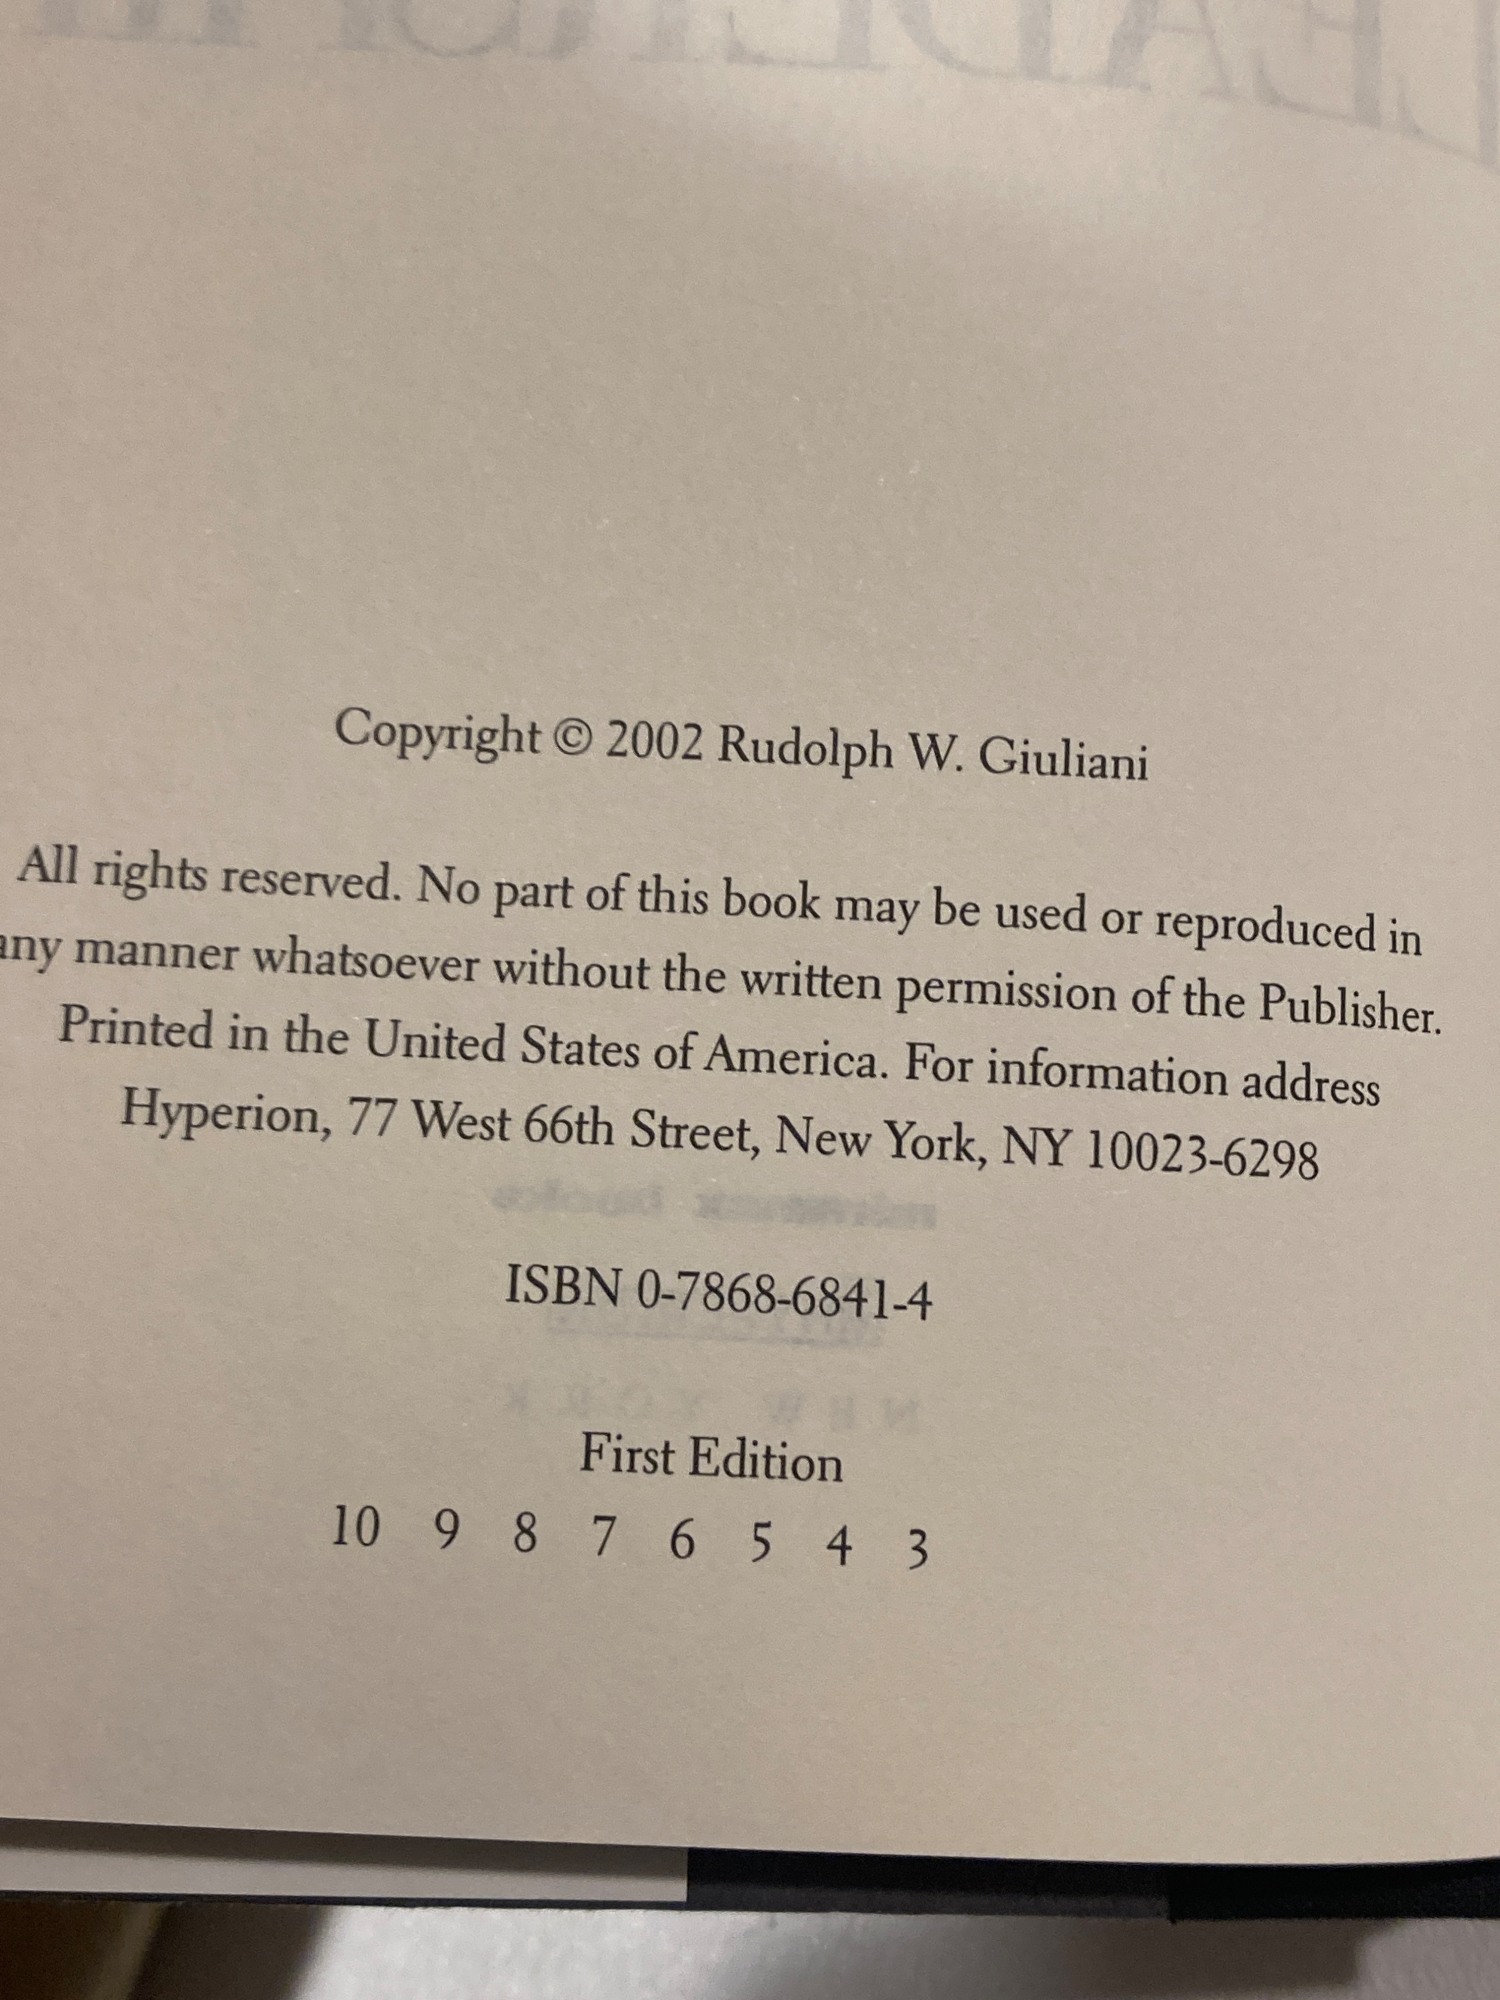 Copyright © 2002 Rudolph W. Giuliani
All rights reserved. No part of this book may be used or reproduced in
any manner whatsoever without the written permission of the Publisher.
Printed in the United States of America. For information address
Hyperion, 77 West 66th Street, New York, NY 10023-6298
ISBN 0-7868-6841-4
First Edition
10 9 8 7 6 5 4 3